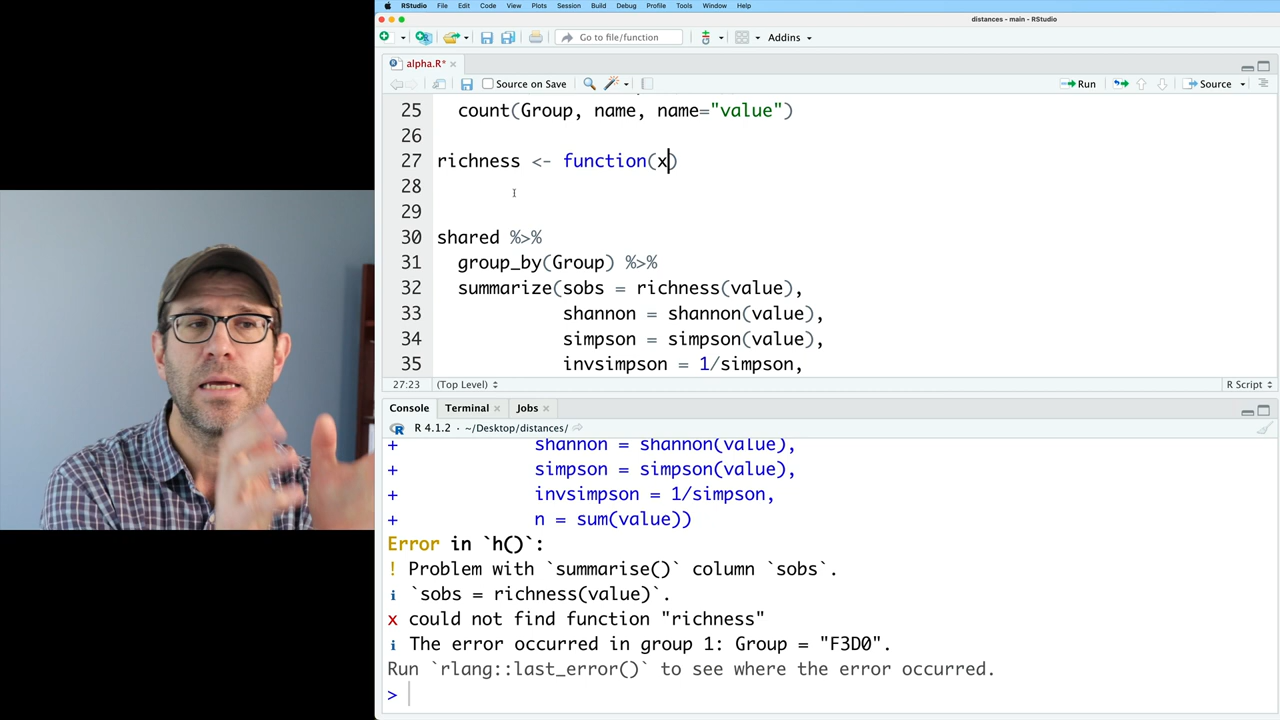 RStudio File Edit Code View Plots Session Build Debug Profile Tools Window Help
distances - main - RStudio
Go to file/function Addins
alpha.R*
Source on Save Run Source
25 count(Group, name, name="value")
26
27 richness <- function(x)
28
29
30 shared %>%
31 group_by(Group) %>%
32 summarize(sobs = richness(value),
33 shannon = shannon(value),
34 simpson = simpson(value),
35 invsimpson = 1/simpson,
27:23 (Top Level) R Script
Console Terminal Jobs
R 4.1.2 · ~/Desktop/distances/
+ shannon = shannon(value),
+ simpson = simpson(value),
+ invsimpson = 1/simpson,
+ n = sum(value))
Error in `h()`:
! Problem with `summarise()` column `sobs`.
i `sobs = richness(value)`.
x could not find function "richness"
i The error occurred in group 1: Group = "F3D0".
Run `rlang::last_error()` to see where the error occurred.
>